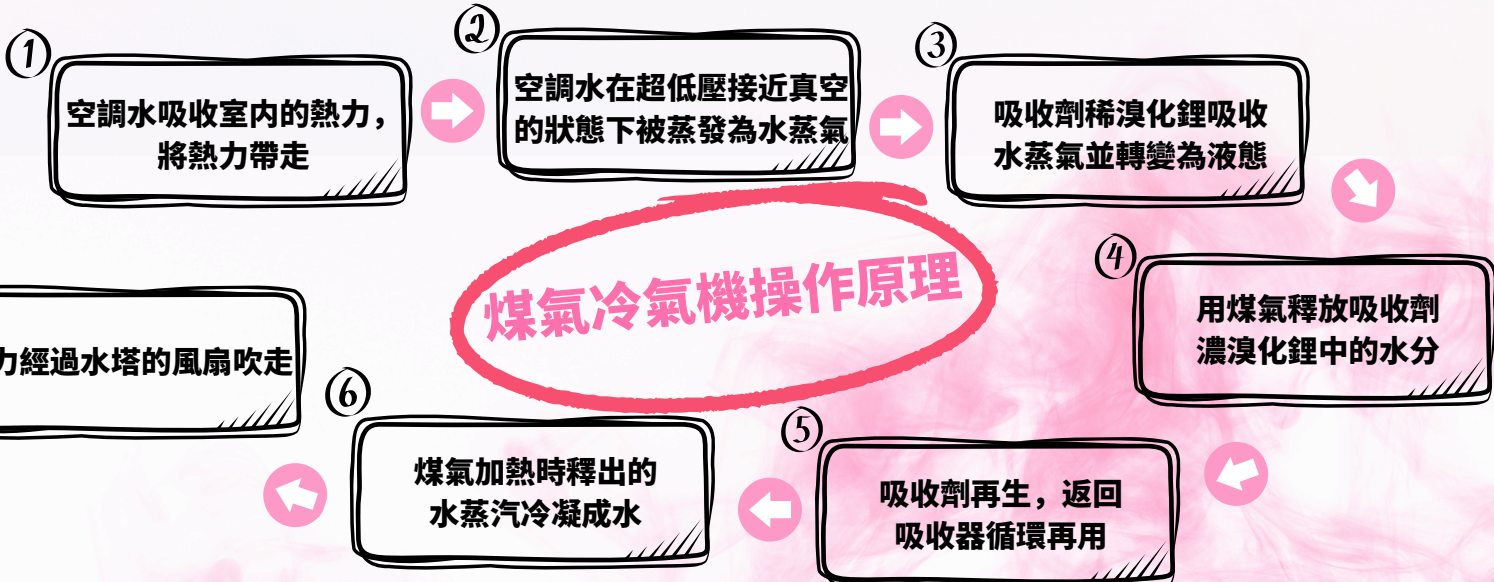 1
空調水吸收室内的熱力，
將熱力帶走
2
空調水在超低壓接近真空
的狀態下被蒸發為水蒸氣
3
吸收劑稀溴化鋰吸收
水蒸氣並轉變為液態
煤氣冷氣機操作原理
4
用煤氣釋放吸收劑
濃溴化鋰中的水分
5
吸收劑再生，返回
吸收器循環再用
6
煤氣加熱時釋出的
水蒸汽冷凝成水
力經過水塔的風扇吹走